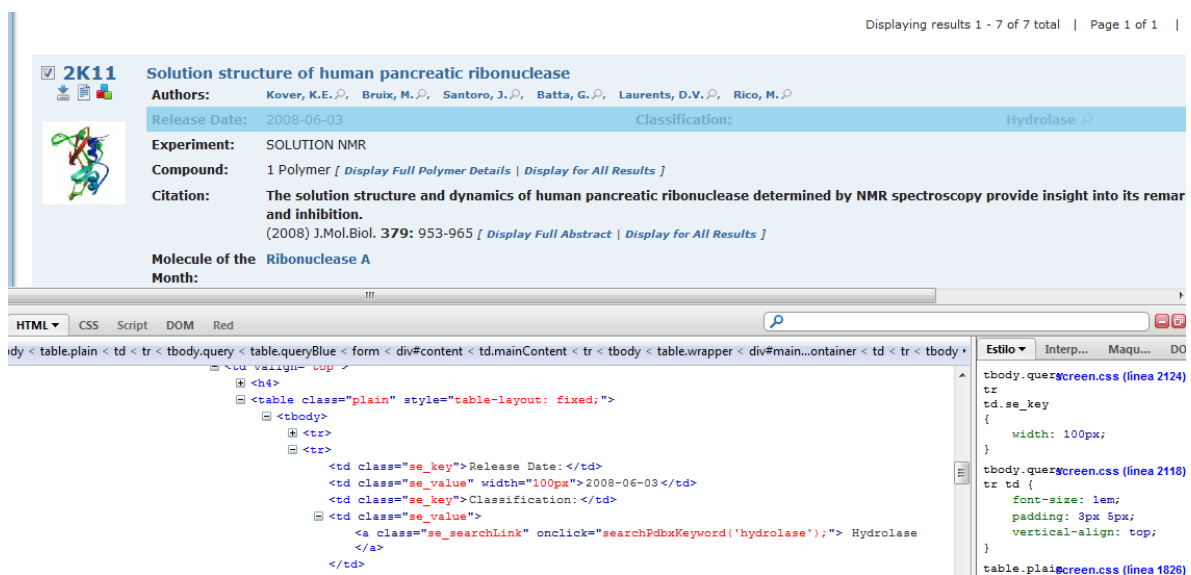 Displaying results 1 - 7 of 7 total | Page 1 of 1 |
2K11 Solution structure of human pancreatic ribonuclease
Authors: Kover, K.E. , Bruix, M. , Santoro, J. , Batta, G. , Laurents, D.V. , Rico, M.
Release Date: 2008-06-03 Classification: Hydrolase
Experiment: SOLUTION NMR
Compound: 1 Polymer [ Display Full Polymer Details | Display for All Results ]
Citation: The solution structure and dynamics of human pancreatic ribonuclease determined by NMR spectroscopy provide insight into its remar
and inhibition.
(2008) J.Mol.Biol. 379: 953-965 [ Display Full Abstract | Display for All Results ]
Molecule of the Ribonuclease A
Month:
HTML CSS Script DOM Red
ody < table.plain < td < tr < tbody.query < table.queryBlue < form < div#content < td.mainContent < tr < tbody < table.wrapper < div#main...ontainer < td < tr < tbody
Estilo Interp... Maqu... DO
<td valign="top">
<h4>
<table class="plain" style="table-layout: fixed;">
<tbody>
<tr>
<tr>
<td class="se_key">Release Date:</td>
<td class="se_value" width="100px">2008-06-03</td>
<td class="se_key">Classification:</td>
<td class="se_value">
<a class="se_searchLink" onclick="searchPdbxKeyword('hydrolase');"> Hydrolase
</a>
</td>
tbody.query screen.css (línea 2124)
tr
td.se_key
{
width: 100px;
}
tbody.query screen.css (línea 2118)
tr td {
font-size: 1em;
padding: 3px 5px;
vertical-align: top;
}
table.plain screen.css (línea 1826)